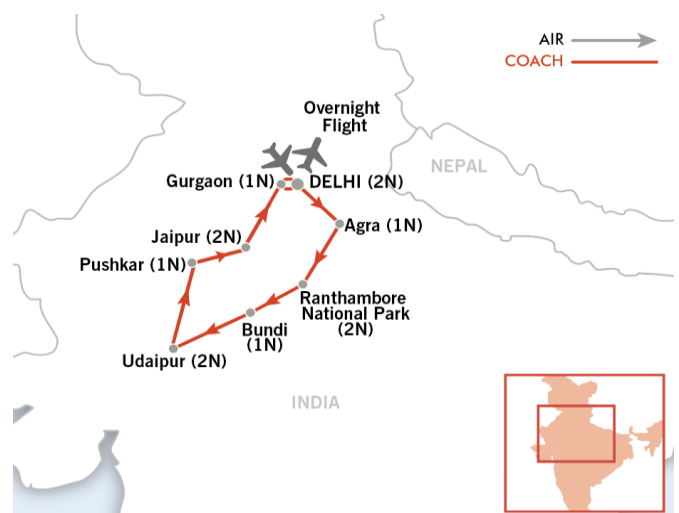 AIR
COACH
Overnight
Flight
NEPAL
Gurgaon (1N)
DELHI (2N)
Agra (1N)
Jaipur (2N)
Pushkar (1N)
Ranthambore
National Park
(2N)
Bundi
(1N)
Udaipur (2N)
INDIA